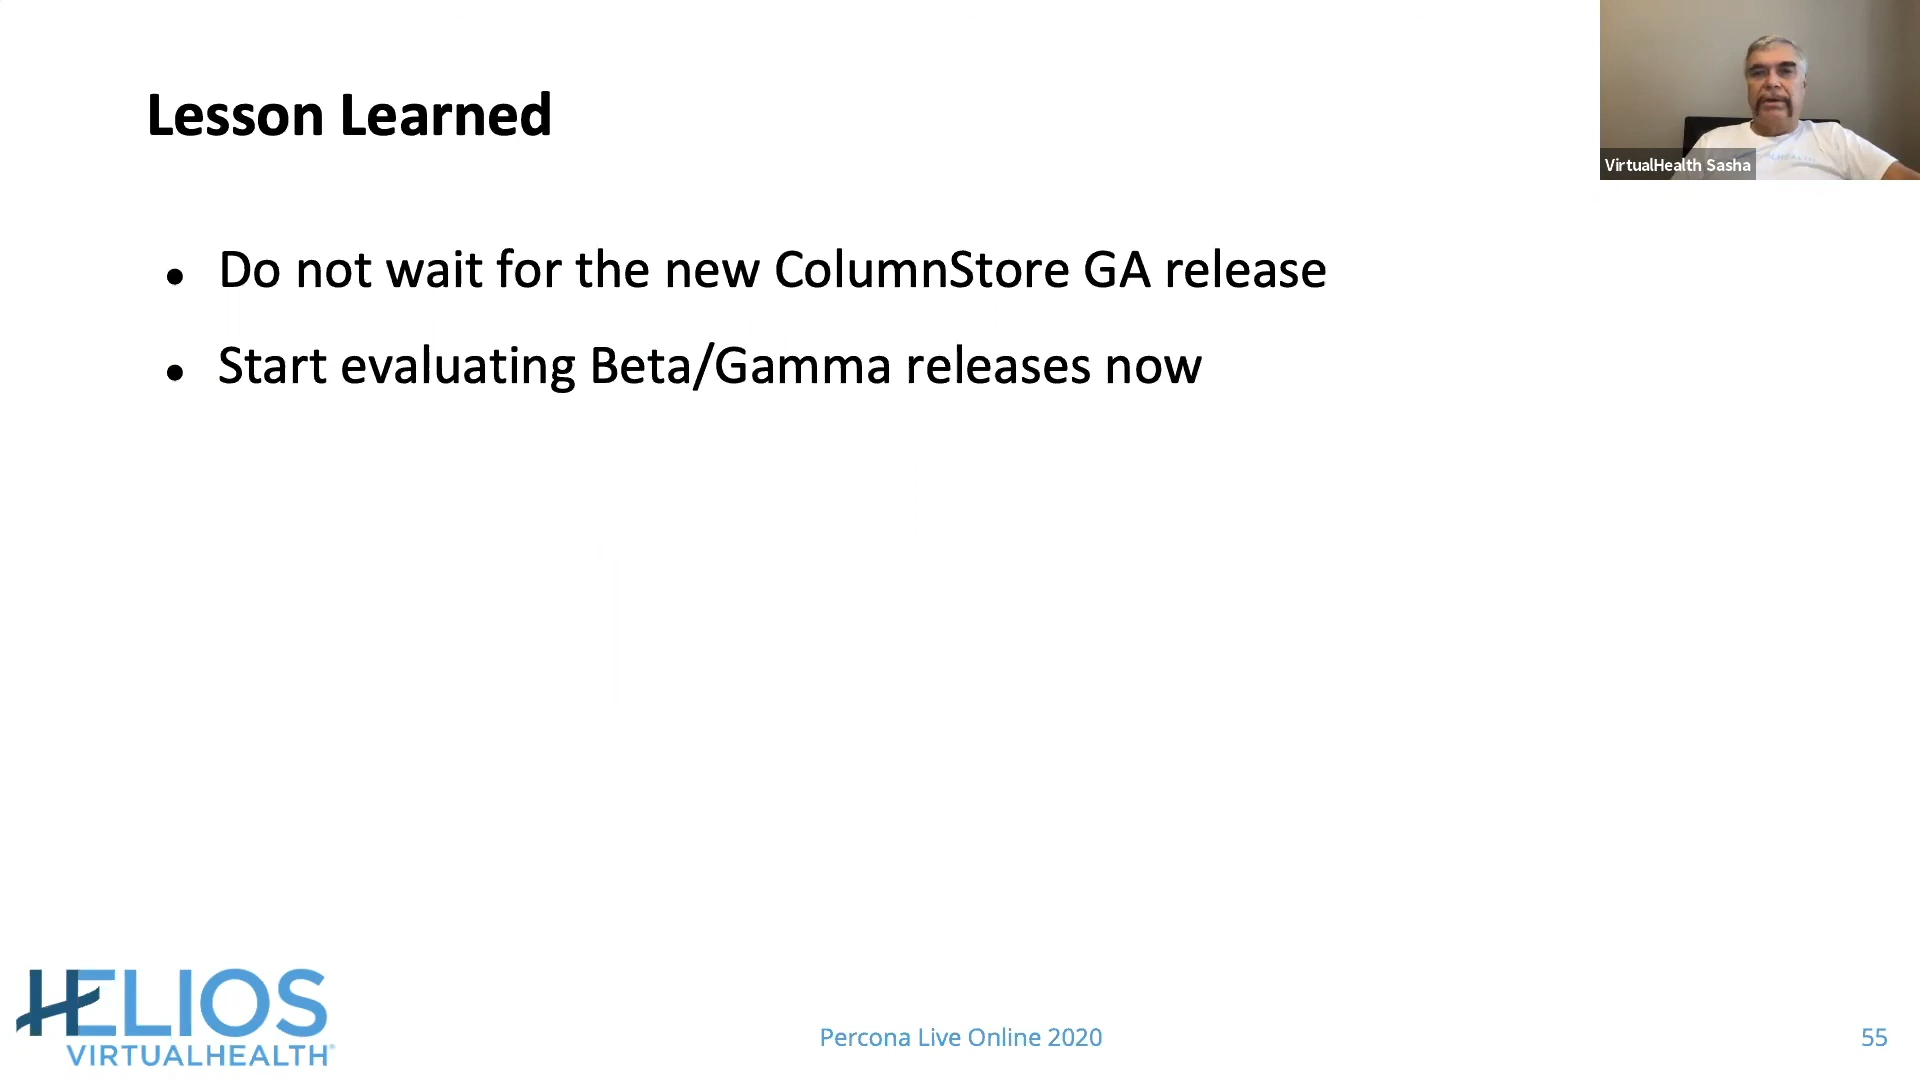 Lesson Learned
VirtualHealth Sasha
● Do not wait for the new ColumnStore GA release
● Start evaluating Beta/Gamma releases now
HELIOS
VIRTUALHEALTH
Percona Live Online 2020
55